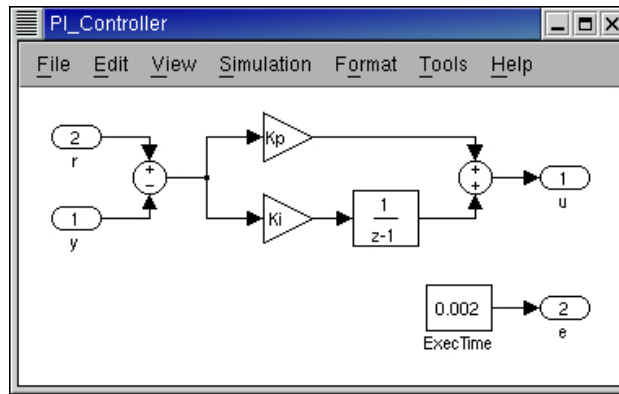 PI_Controller
File Edit View Simulation Format Tools Help
2
r
+
−
1
y
Kp
Ki
1
z-1
+
+
1
u
0.002
ExecTime
2
e